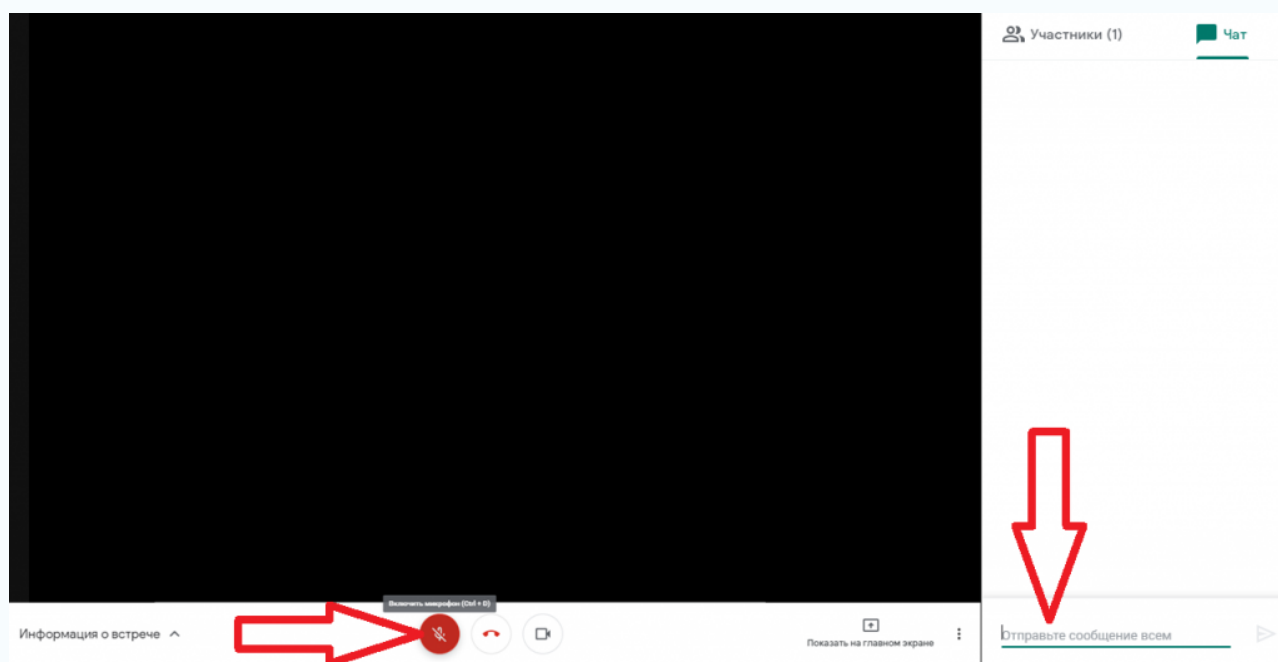 Участники (1)
Чат
Включить микрофон (Ctrl + D)
Информация о встрече
Показать на главном экране
Отправьте сообщение всем